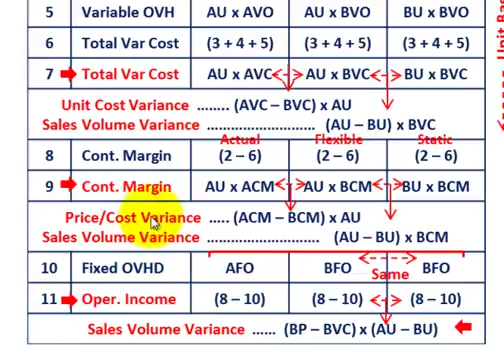 5 Variable OVH AU x AVO AU x BVO BU x BVO
6 Total Var Cost (3 + 4 + 5) (3 + 4 + 5) (3 + 4 + 5)
7 Total Var Cost AU x AVC AU x BVC BU x BVC
Unit Cost Variance ........ (AVC – BVC) x AU
Sales Volume Variance ........................... (AU – BU) x BVC
Actual Flexible Static
8 Cont. Margin (2 – 6) (2 – 6) (2 – 6)
9 Cont. Margin AU x ACM AU x BCM BU x BCM
Price/Cost Variance ..... (ACM – BCM) x AU
Sales Volume Variance ............................ (AU – BU) x BCM
10 Fixed OVHD AFO BFO BFO
Same
11 Oper. Income (8 – 10) (8 – 10) (8 – 10)
Sales Volume Variance ...... (BP – BVC) x (AU – BU)